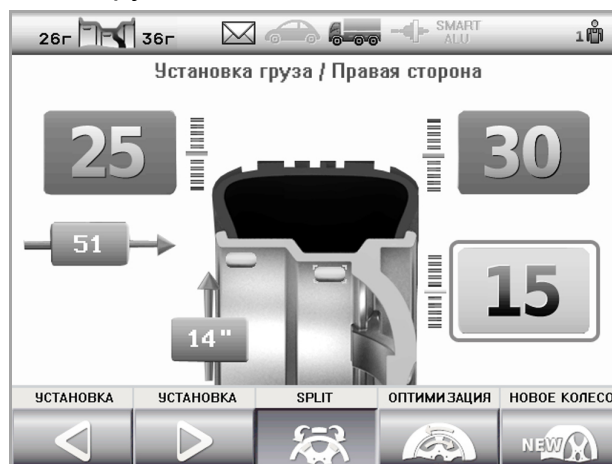 26г 36г SMART ALU 1
Установка груза / Правая сторона
25 30
51
15
14"
УСТАНОВКА УСТАНОВКА SPLIT ОПТИМИЗАЦИЯ НОВОЕ КОЛЕСО
NEW